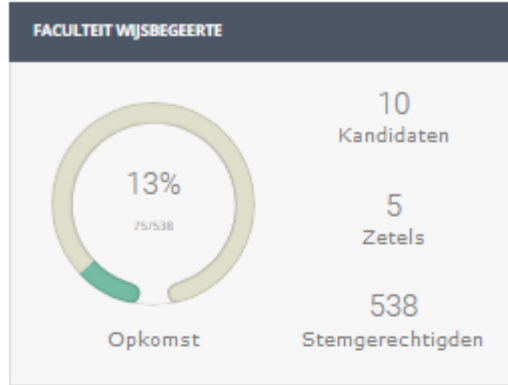 FACULTEIT WIJSBEGEERTE
13%
75/538
Opkomst
10
Kandidaten
5
Zetels
538
Stemgerechtigden